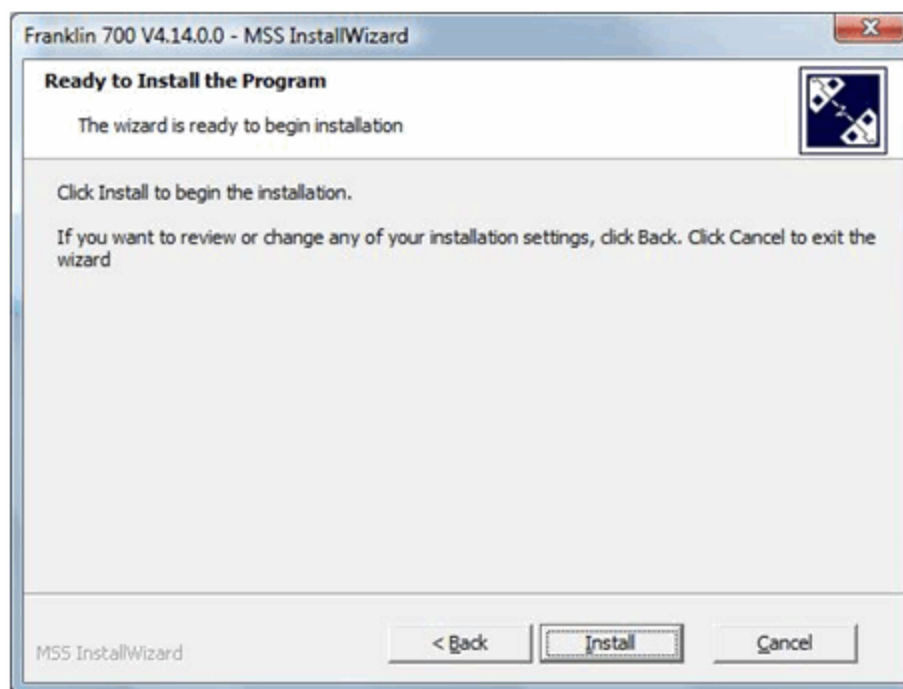 Franklin 700 V4.14.0.0 - MSS InstallWizard
Ready to Install the Program
The wizard is ready to begin installation
Click Install to begin the installation.
If you want to review or change any of your installation settings, click Back. Click Cancel to exit the
wizard
MSS InstallWizard
< Back
Install
Cancel